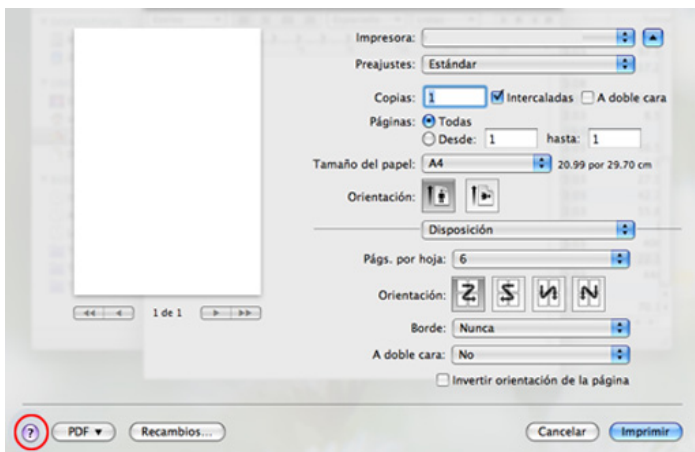 Impresora:
Preajustes: Estándar
Copias: 1 Intercaladas A doble cara
Páginas: Todas
Desde: 1 hasta: 1
Tamaño del papel: A4 20.99 por 29.70 cm
Orientación:
Disposición
Págs. por hoja: 6
Orientación:
1 de 1
Borde: Nunca
A doble cara: No
Invertir orientación de la página
? PDF Recambios... Cancelar Imprimir